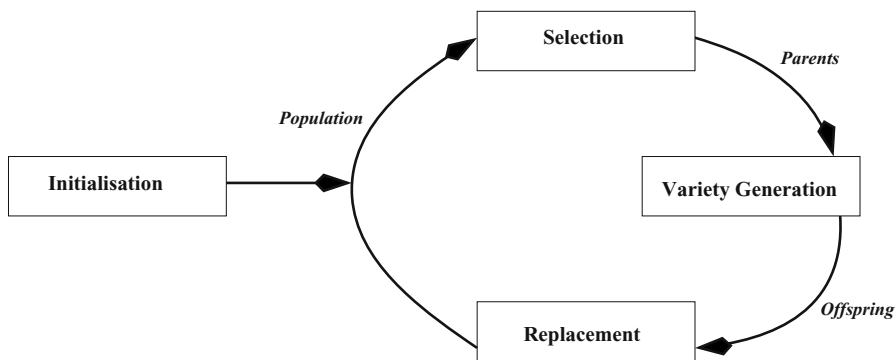 Selection
Parents
Population
Initialisation
Variety Generation
Offspring
Replacement